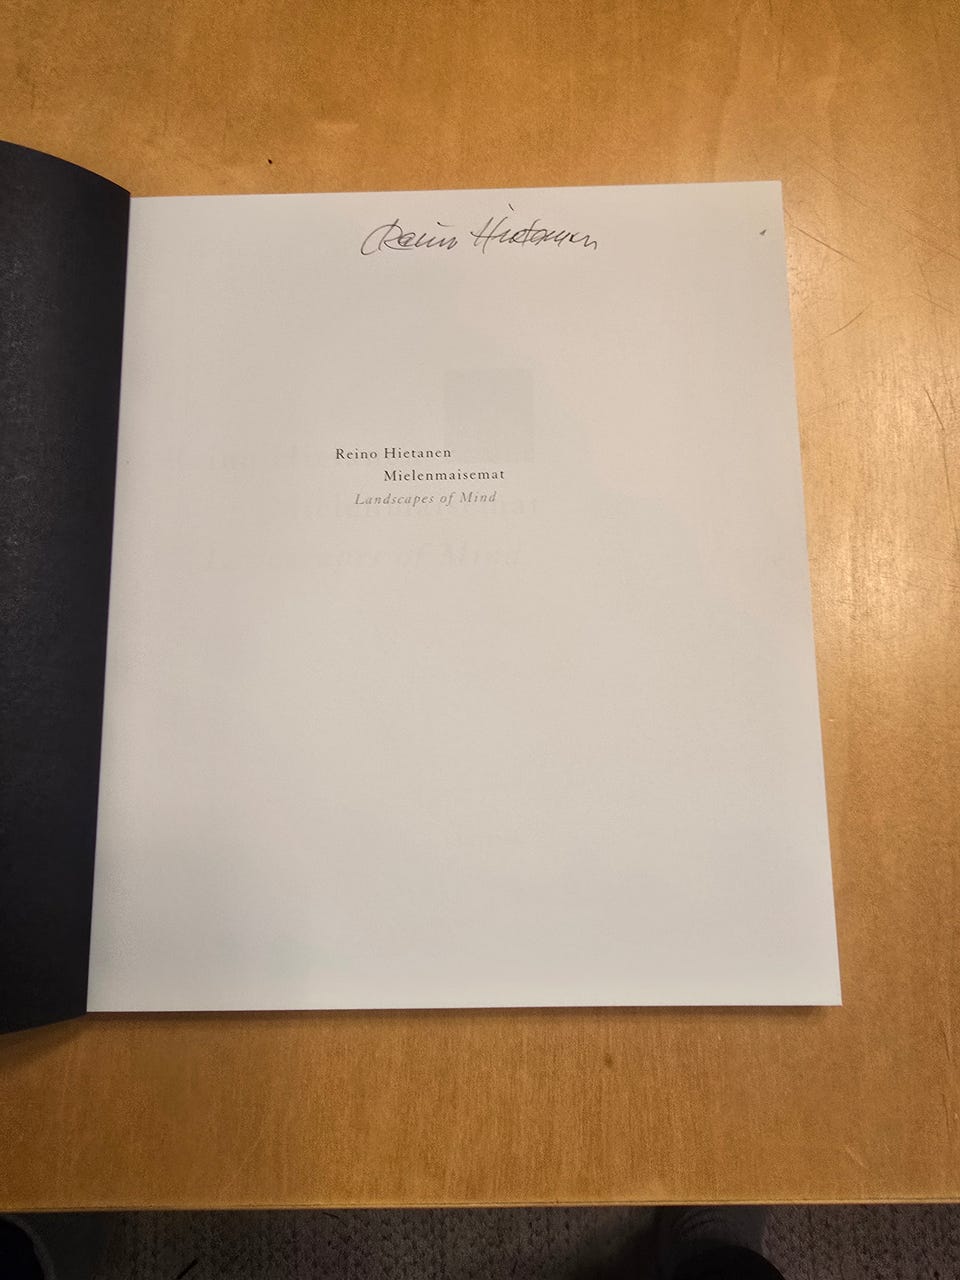 Reino Hietanen
Reino Hietanen
Mielenmaisemat
Landscapes of Mind